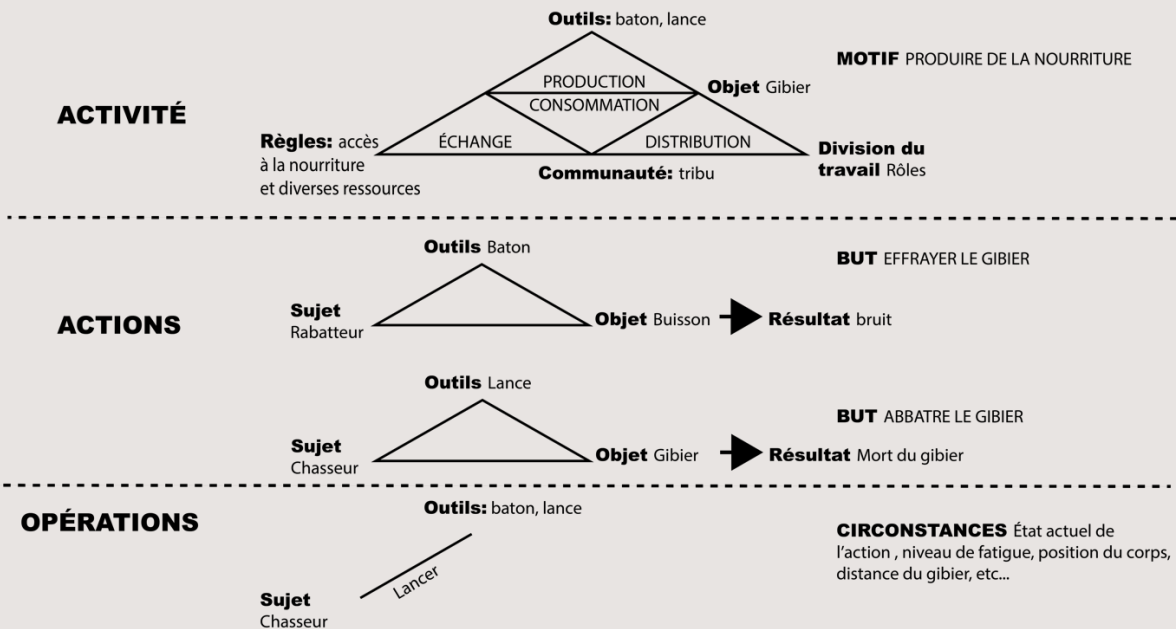 Outils: baton, lance
MOTIF PRODUIRE DE LA NOURRITURE
PRODUCTION
Objet Gibier
CONSOMMATION
ACTIVITÉ
Règles: accès
à la nourriture
et diverses ressources
ÉCHANGE
DISTRIBUTION
Division du
travail Rôles
Communauté: tribu
Outils Baton
BUT EFFRAYER LE GIBIER
ACTIONS
Sujet
Rabatteur
Objet Buisson
Résultat bruit
Outils Lance
BUT ABBATRE LE GIBIER
Sujet
Chasseur
Objet Gibier
Résultat Mort du gibier
OPÉRATIONS
Outils: baton, lance
CIRCONSTANCES État actuel de
l'action , niveau de fatigue, position du corps,
distance du gibier, etc...
Lancer
Sujet
Chasseur